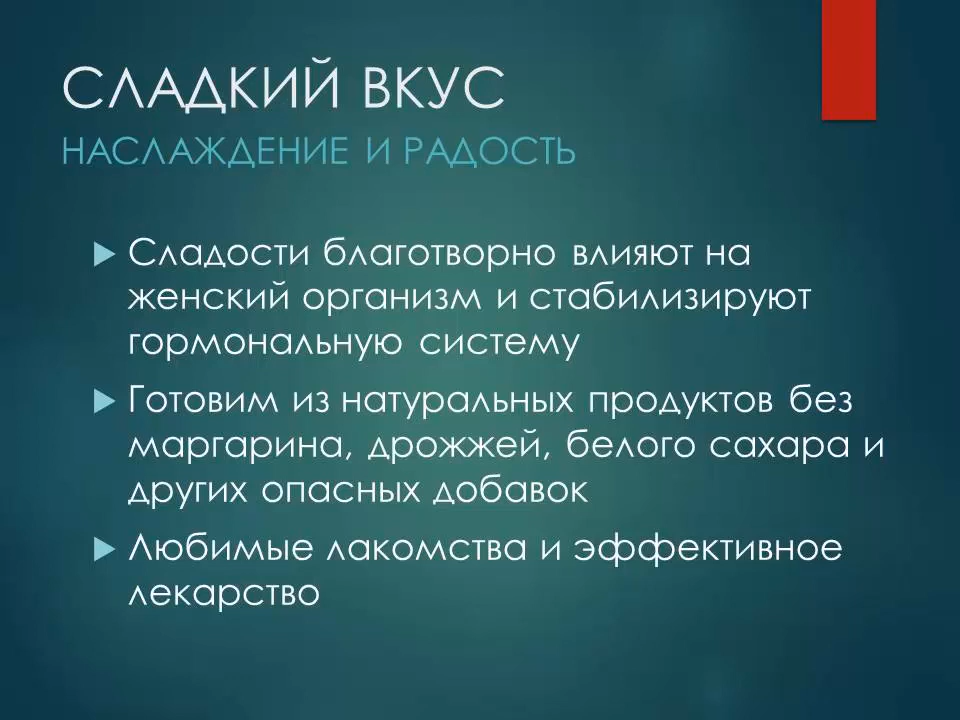 СЛАДКИЙ ВКУС
НАСЛАЖДЕНИЕ И РАДОСТЬ
Сладости благотворно влияют на
женский организм и стабилизируют
гормональную систему
Готовим из натуральных продуктов без
маргарина, дрожжей, белого сахара и
других опасных добавок
Любимые лакомства и эффективное
лекарство